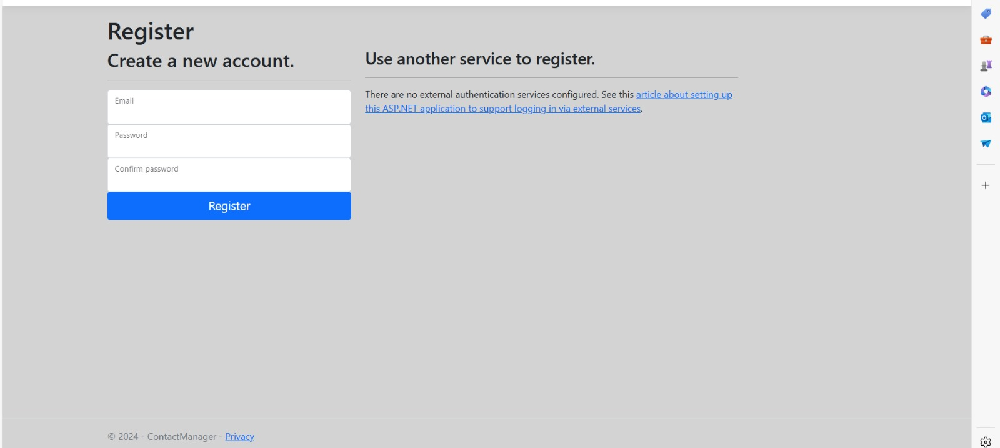 Register
Create a new account.
Email
Password
Confirm password
Register
Use another service to register.
There are no external authentication services configured. See this article about setting up
this ASP.NET application to support logging in via external services.
© 2024 - ContactManager - Privacy